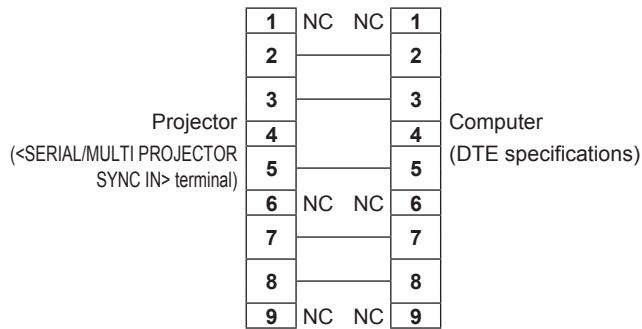 1 NC NC 1
2 2
3 3
Projector
4 4
Computer
(<SERIAL/MULTI PROJECTOR
(DTE specifications)
5 5
SYNC IN> terminal)
6 NC NC 6
7 7
8 8
9 NC NC 9